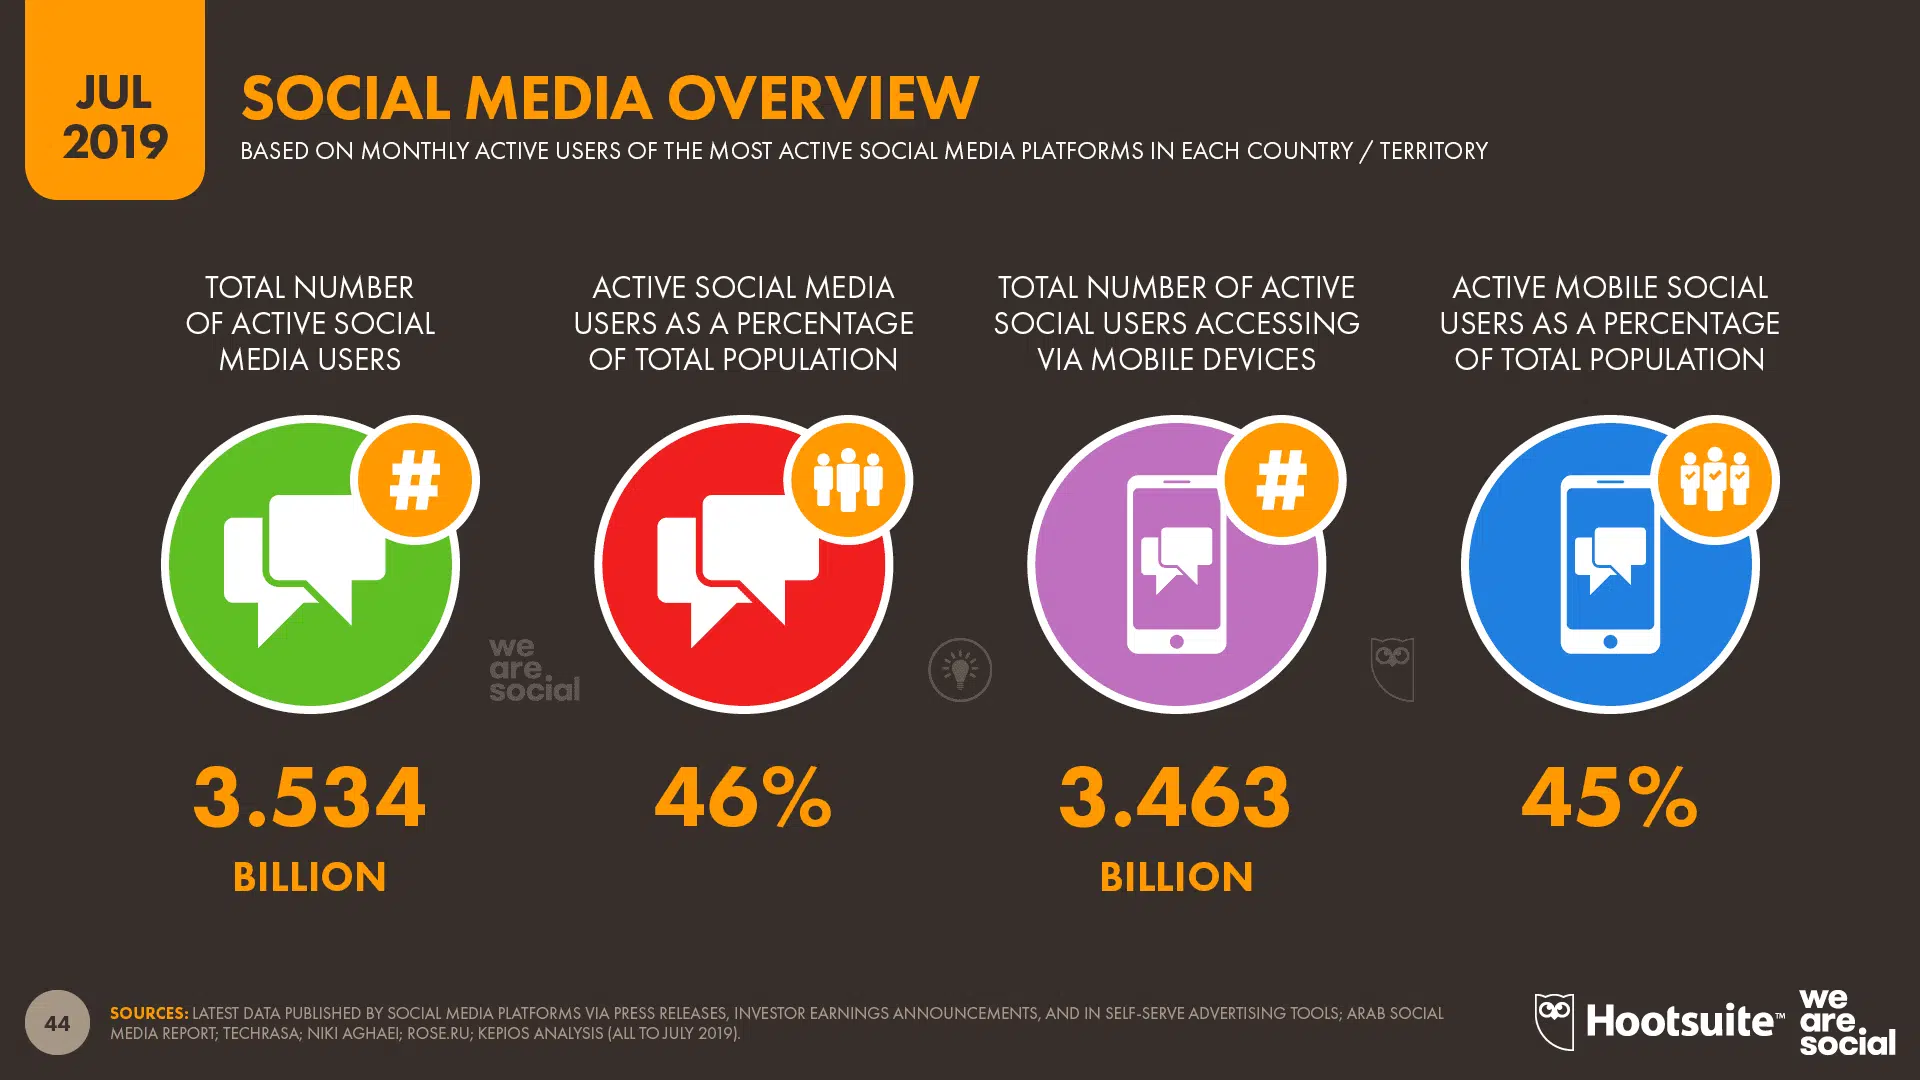 JUL
2019
SOCIAL MEDIA OVERVIEW
BASED ON MONTHLY ACTIVE USERS OF THE MOST ACTIVE SOCIAL MEDIA PLATFORMS IN EACH COUNTRY / TERRITORY
TOTAL NUMBER
OF ACTIVE SOCIAL
MEDIA USERS
#
3.534
BILLION
ACTIVE SOCIAL MEDIA
USERS AS A PERCENTAGE
OF TOTAL POPULATION
46%
TOTAL NUMBER OF ACTIVE
SOCIAL USERS ACCESSING
VIA MOBILE DEVICES
#
3.463
BILLION
ACTIVE MOBILE SOCIAL
USERS AS A PERCENTAGE
OF TOTAL POPULATION
45%
we
are.
social
44
SOURCES: LATEST DATA PUBLISHED BY SOCIAL MEDIA PLATFORMS VIA PRESS RELEASES, INVESTOR EARNINGS ANNOUNCEMENTS, AND IN SELF-SERVE ADVERTISING TOOLS; ARAB SOCIAL
MEDIA REPORT; TECHRASA; NIKI AGHAEI; ROSE.RU; KEPIOS ANALYSIS (ALL TO JULY 2019).
Hootsuite™
we
are.
social